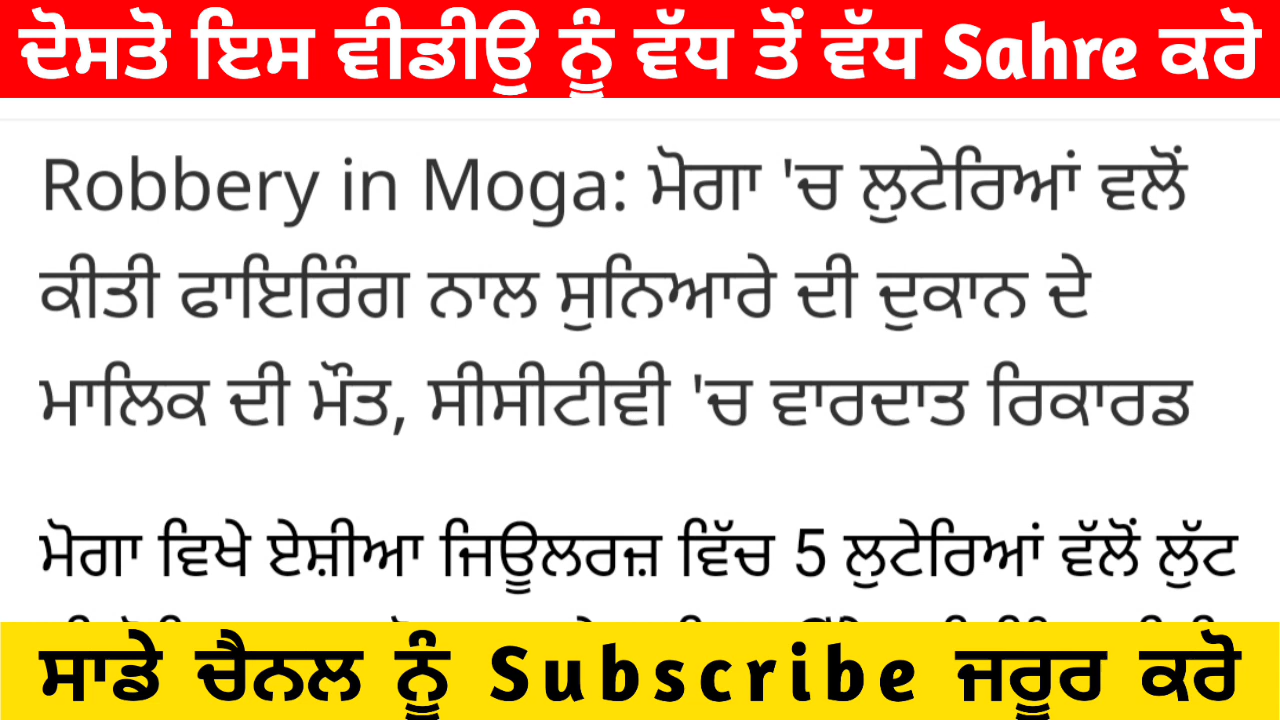 ਦੋਸਤੋ ਇਸ ਵੀਡੀਉ ਨੂੰ ਵੱਧ ਤੋਂ ਵੱਧ Sahre ਕਰੋ
Robbery in Moga: ਮੋਗਾ 'ਚ ਲੁਟੇਰਿਆਂ ਵਲੋਂ
ਕੀਤੀ ਫਾਇਰਿੰਗ ਨਾਲ ਸੁਨਿਆਰੇ ਦੀ ਦੁਕਾਨ ਦੇ
ਮਾਲਿਕ ਦੀ ਮੌਤ, ਸੀਸੀਟੀਵੀ 'ਚ ਵਾਰਦਾਤ ਰਿਕਾਰਡ
ਮੋਗਾ ਵਿਖੇ ਏਸ਼ੀਆ ਜਿਊਲਰਜ਼ ਵਿੱਚ 5 ਲੁਟੇਰਿਆਂ ਵੱਲੋਂ ਲੁੱਟ
ਸਾਡੇ ਚੈਨਲ ਨੂੰ Subscribe ਜਰੂਰ ਕਰੋ